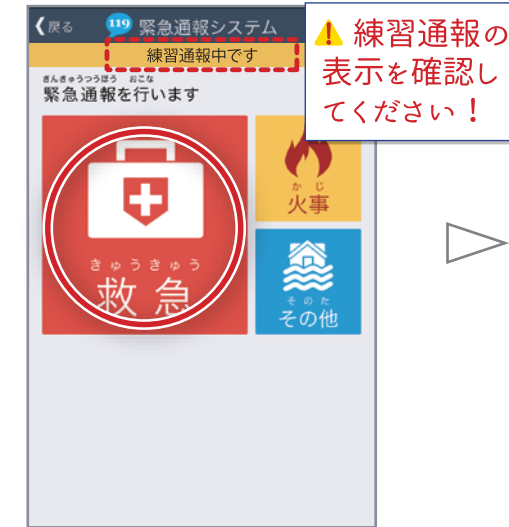 戻る
119
緊急通報システム
練習通報の
表示を確認し
てください！
練習通報中です
きんきゅうつうほう おこな
緊急通報を行います
きゅうきゅう
救急
かじ
火事
そのた
その他